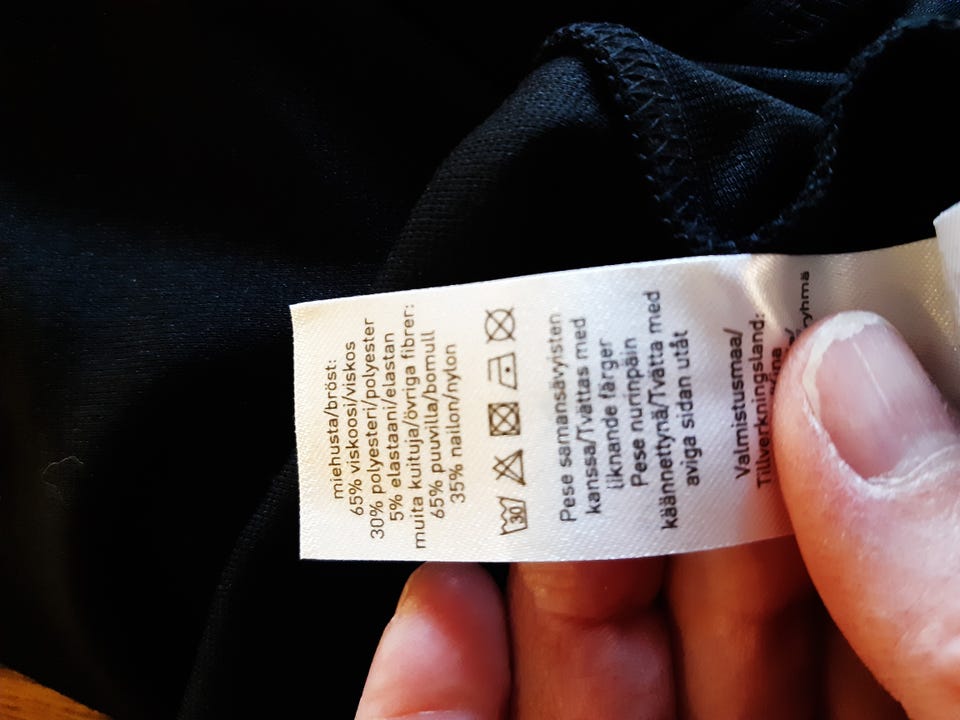 miehusta/bröst:
65% viskoosi/viskos
30% polyesteri/polyester
5% elastaani/elastan
muita kuituja/övriga fibrer:
65% puuvilla/bomull
35% nailon/nylon
30
Pese samansävyisten
kanssa/Tvättas med
liknande färger
Pese nurinpäin
käännettynä/Tvätta med
aviga sidan utåt
Valmistusmaa/
Tillverkningsland: